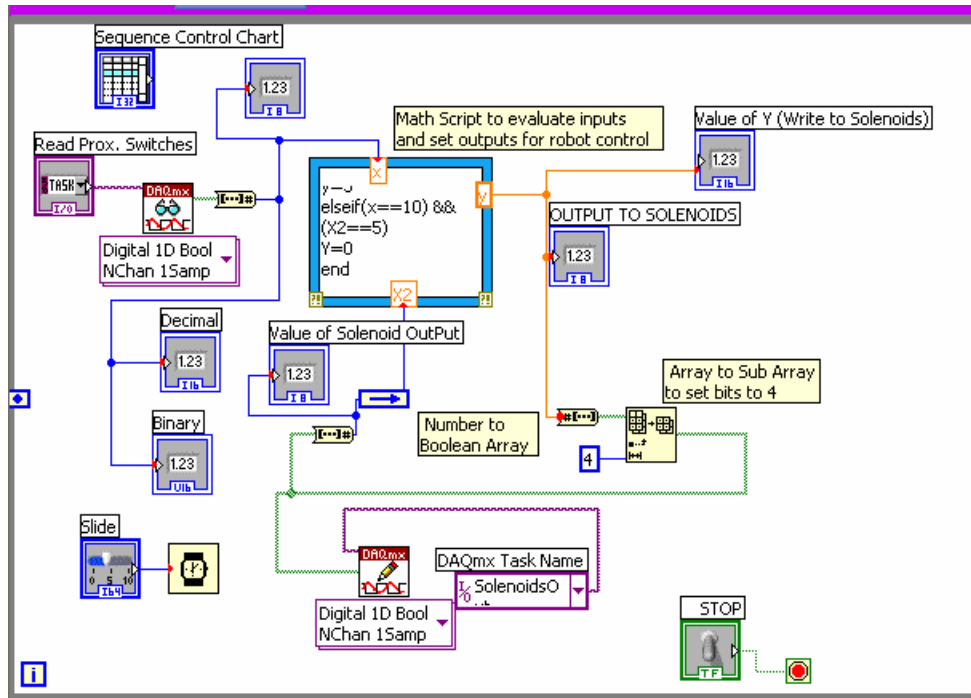 Sequence Control Chart
I32
1.23
I8
Math Script to evaluate inputs
and set outputs for robot control
Value of Y (Write to Solenoids)
1.23
I16
Read Prox. Switches
TASK
I/O
DAQmx
[...]#
x
elseif(x==10) &&
(X2==5)
Y=0
end
y
X2
OUTPUT TO SOLENOIDS
1.23
I8
Digital 1D Bool
NChan 1Samp
Decimal
1.23
I16
Value of Solenoid OutPut
1.23
I8
Array to Sub Array
to set bits to 4
Binary
1.23
U16
[...]#
Number to
Boolean Array
#[...]
4
Slide
0 5 10
I64
DAQmx
DAQmx Task Name
I/O SolenoidsO
Digital 1D Bool
NChan 1Samp
STOP
TF
i